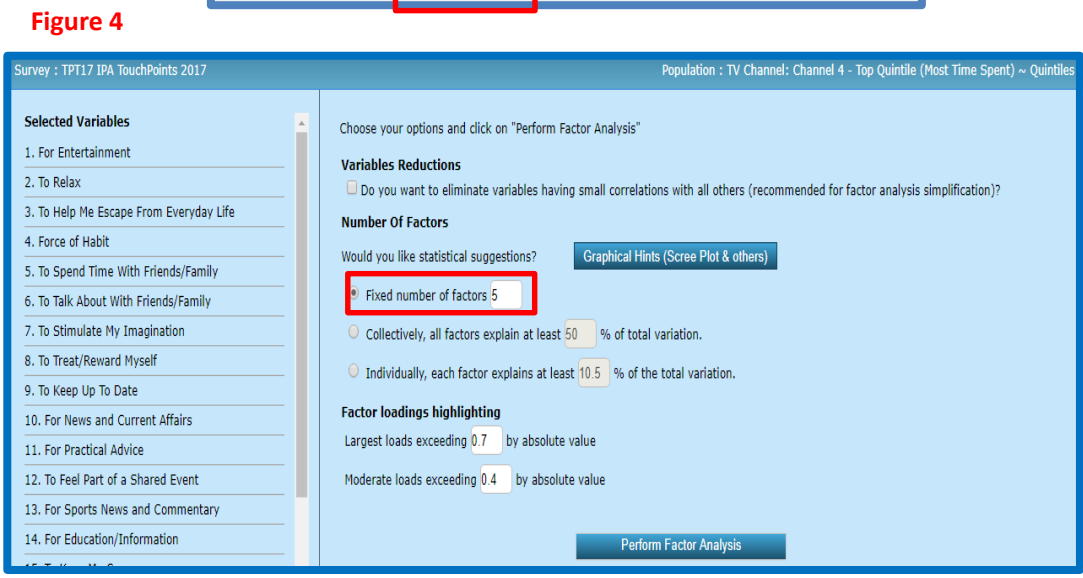 Figure 4
Survey : TPT17 IPA TouchPoints 2017
Population : TV Channel: Channel 4 - Top Quintile (Most Time Spent) ~ Quintiles
Selected Variables
1. For Entertainment
2. To Relax
3. To Help Me Escape From Everyday Life
4. Force of Habit
5. To Spend Time With Friends/Family
6. To Talk About With Friends/Family
7. To Stimulate My Imagination
8. To Treat/Reward Myself
9. To Keep Up To Date
10. For News and Current Affairs
11. For Practical Advice
12. To Feel Part of a Shared Event
13. For Sports News and Commentary
14. For Education/Information
Choose your options and click on "Perform Factor Analysis"
Variables Reductions
Do you want to eliminate variables having small correlations with all others (recommended for factor analysis simplification)?
Number Of Factors
Would you like statistical suggestions? Graphical Hints (Scree Plot & others)
Fixed number of factors 5
Collectively, all factors explain at least 50 % of total variation.
Individually, each factor explains at least 10.5 % of the total variation.
Factor loadings highlighting
Largest loads exceeding 0.7 by absolute value
Moderate loads exceeding 0.4 by absolute value
Perform Factor Analysis